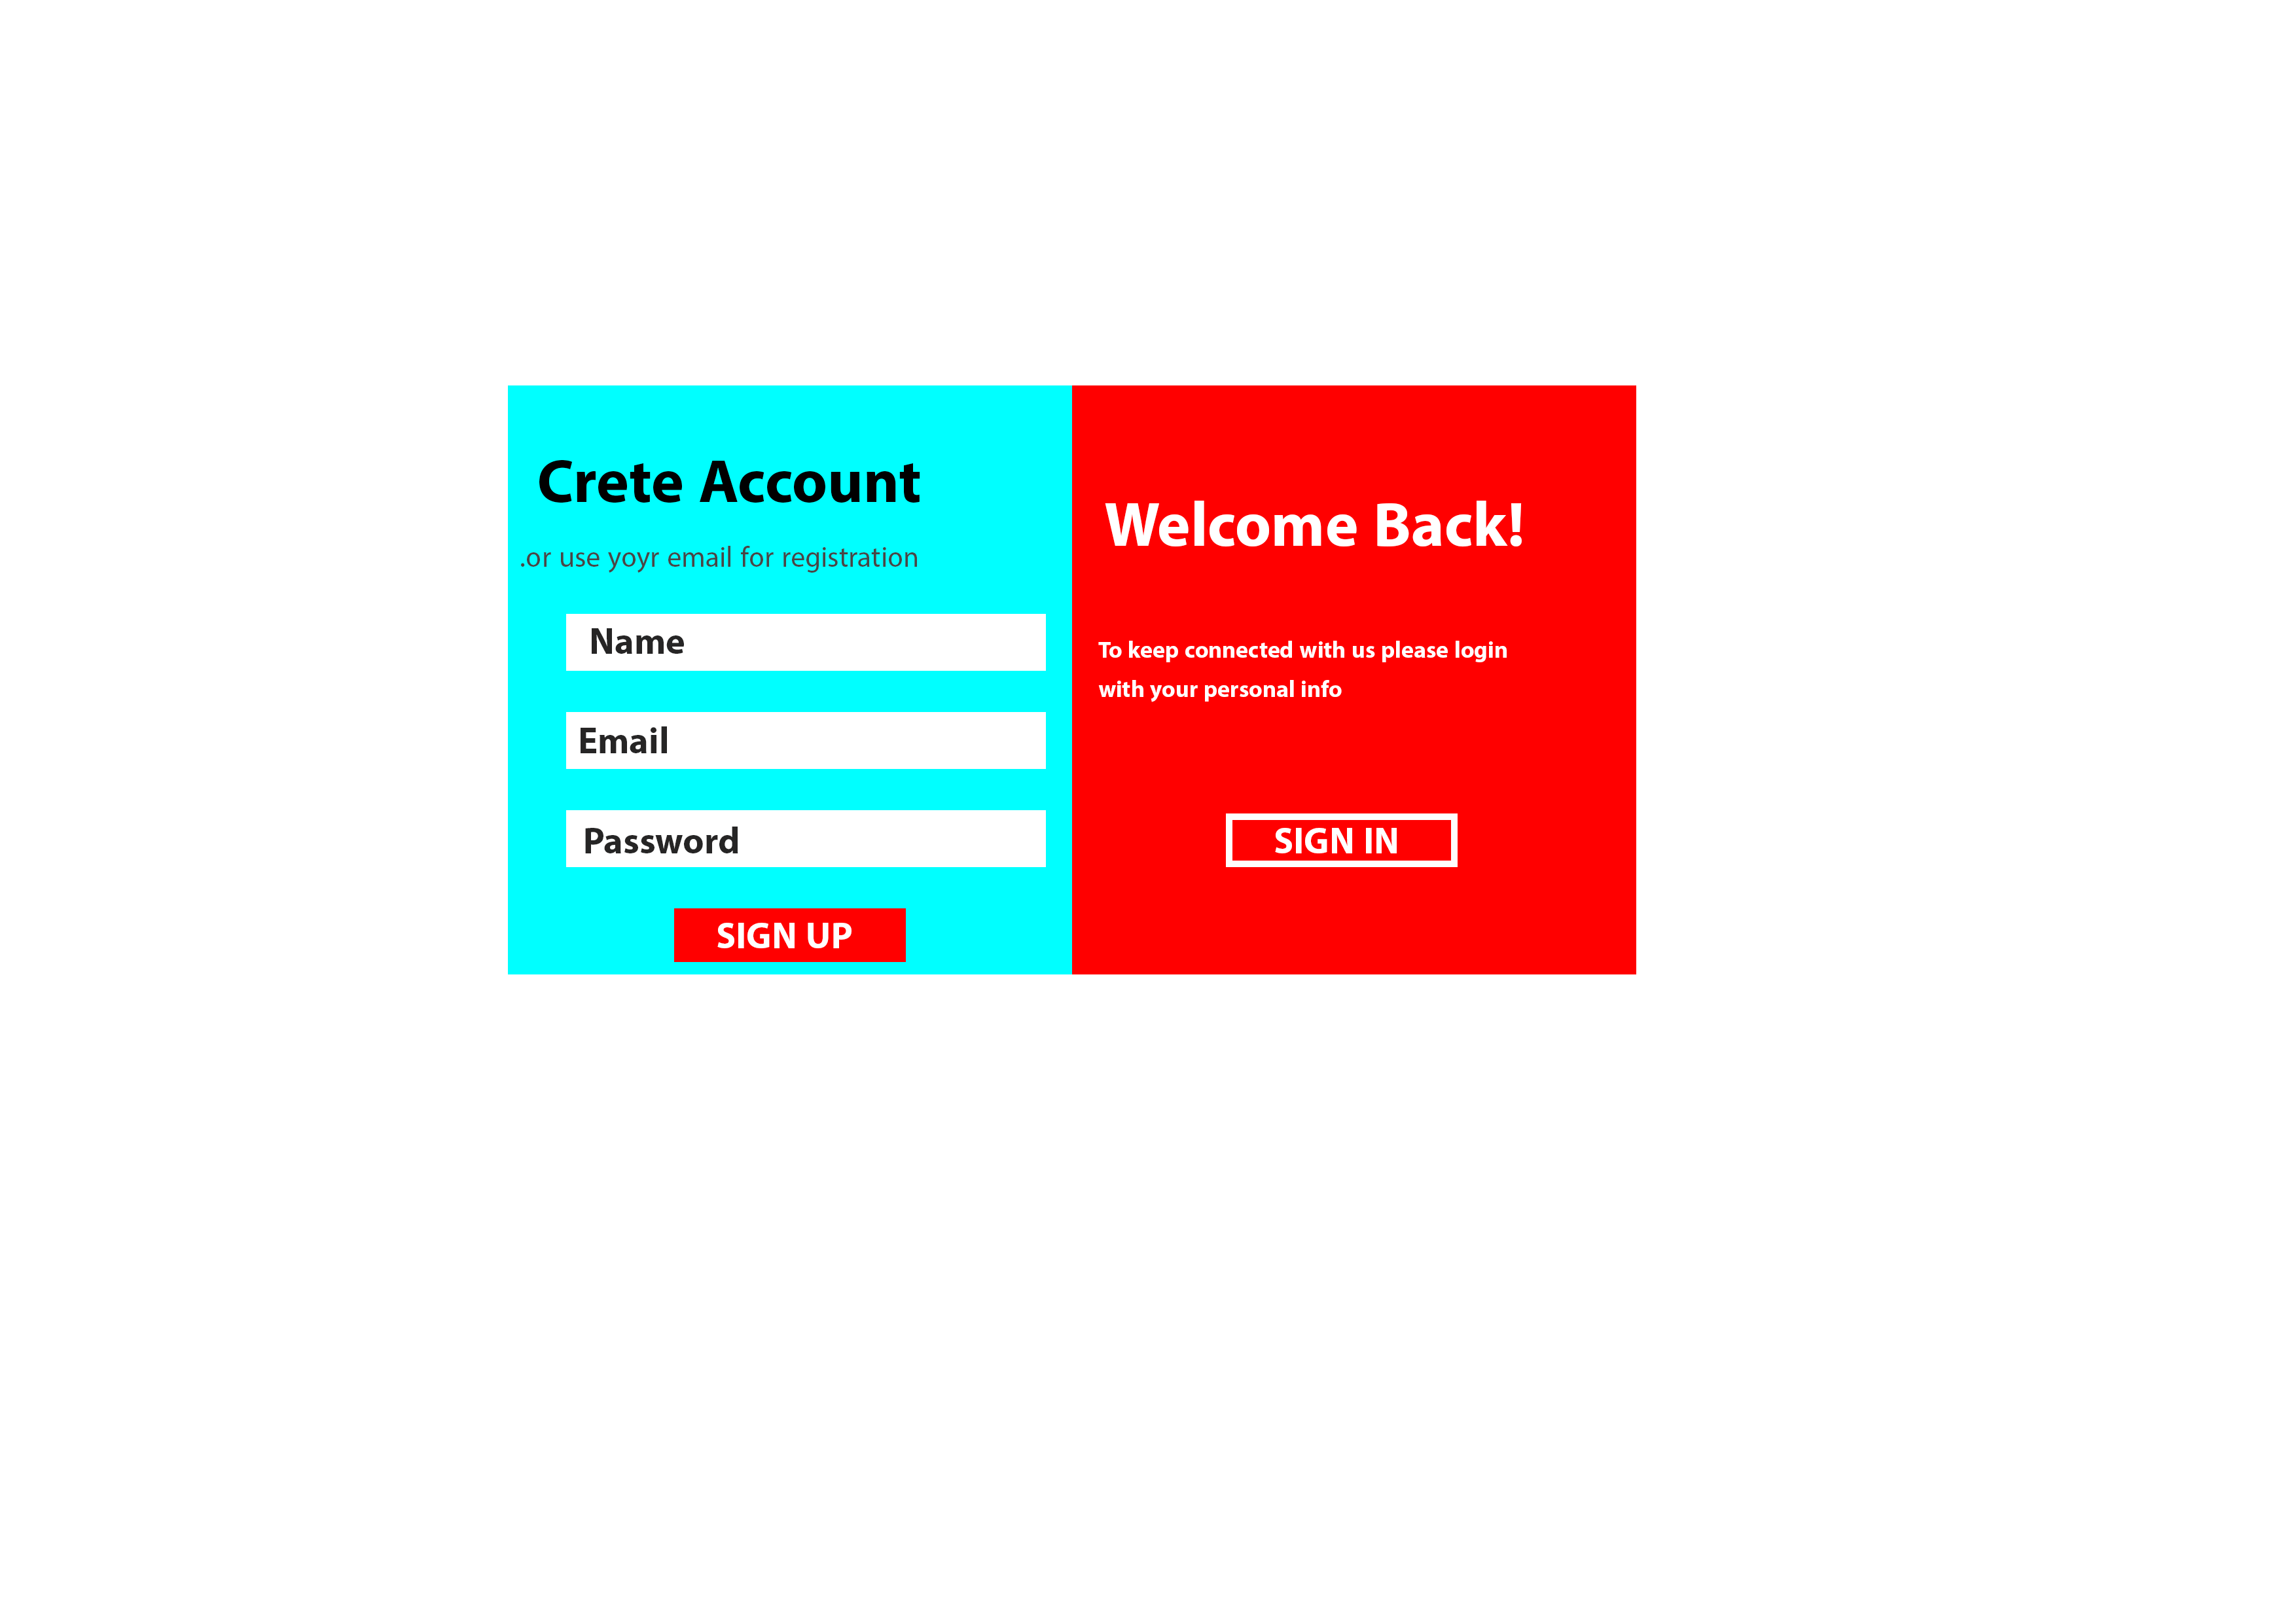 Crete Account
.or use yoyr email for registration
Name
Email
Password
SIGN UP
Welcome Back!
To keep connected with us please login
with your personal info
SIGN IN